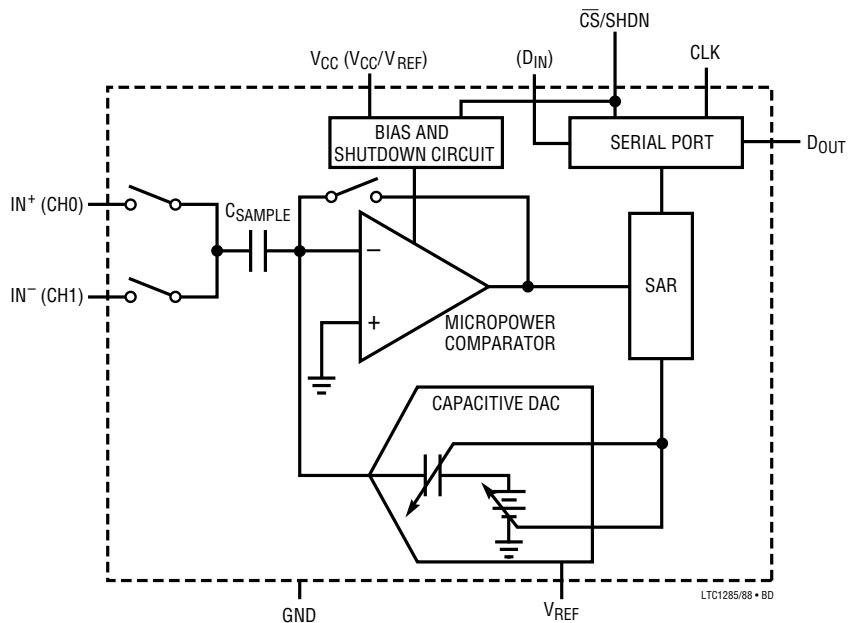 C̅S̅/SHDN
V_CC (V_CC/V_REF)
(D_IN)
CLK
BIAS AND
SHUTDOWN CIRCUIT
SERIAL PORT
D_OUT
IN⁺ (CH0)
C_SAMPLE
IN⁻ (CH1)
−
+
MICROPOWER
COMPARATOR
SAR
CAPACITIVE DAC
GND
V_REF
LTC1285/88 • BD